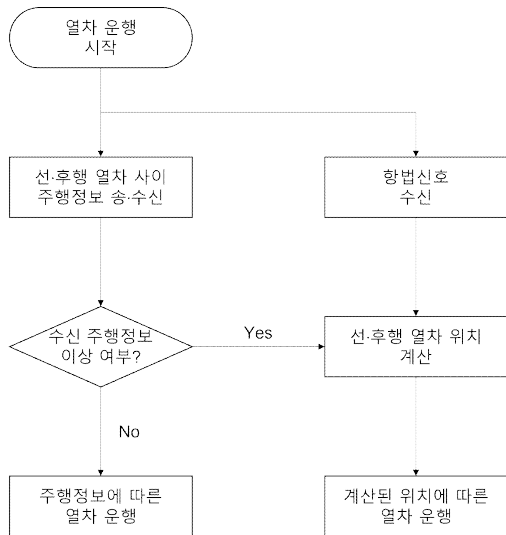 열차 운행
시작
선·후행 열차 사이
주행정보 송·수신
항법신호
수신
수신 주행정보
이상 여부?
Yes
선·후행 열차 위치
계산
No
주행정보에 따른
열차 운행
계산된 위치에 따른
열차 운행